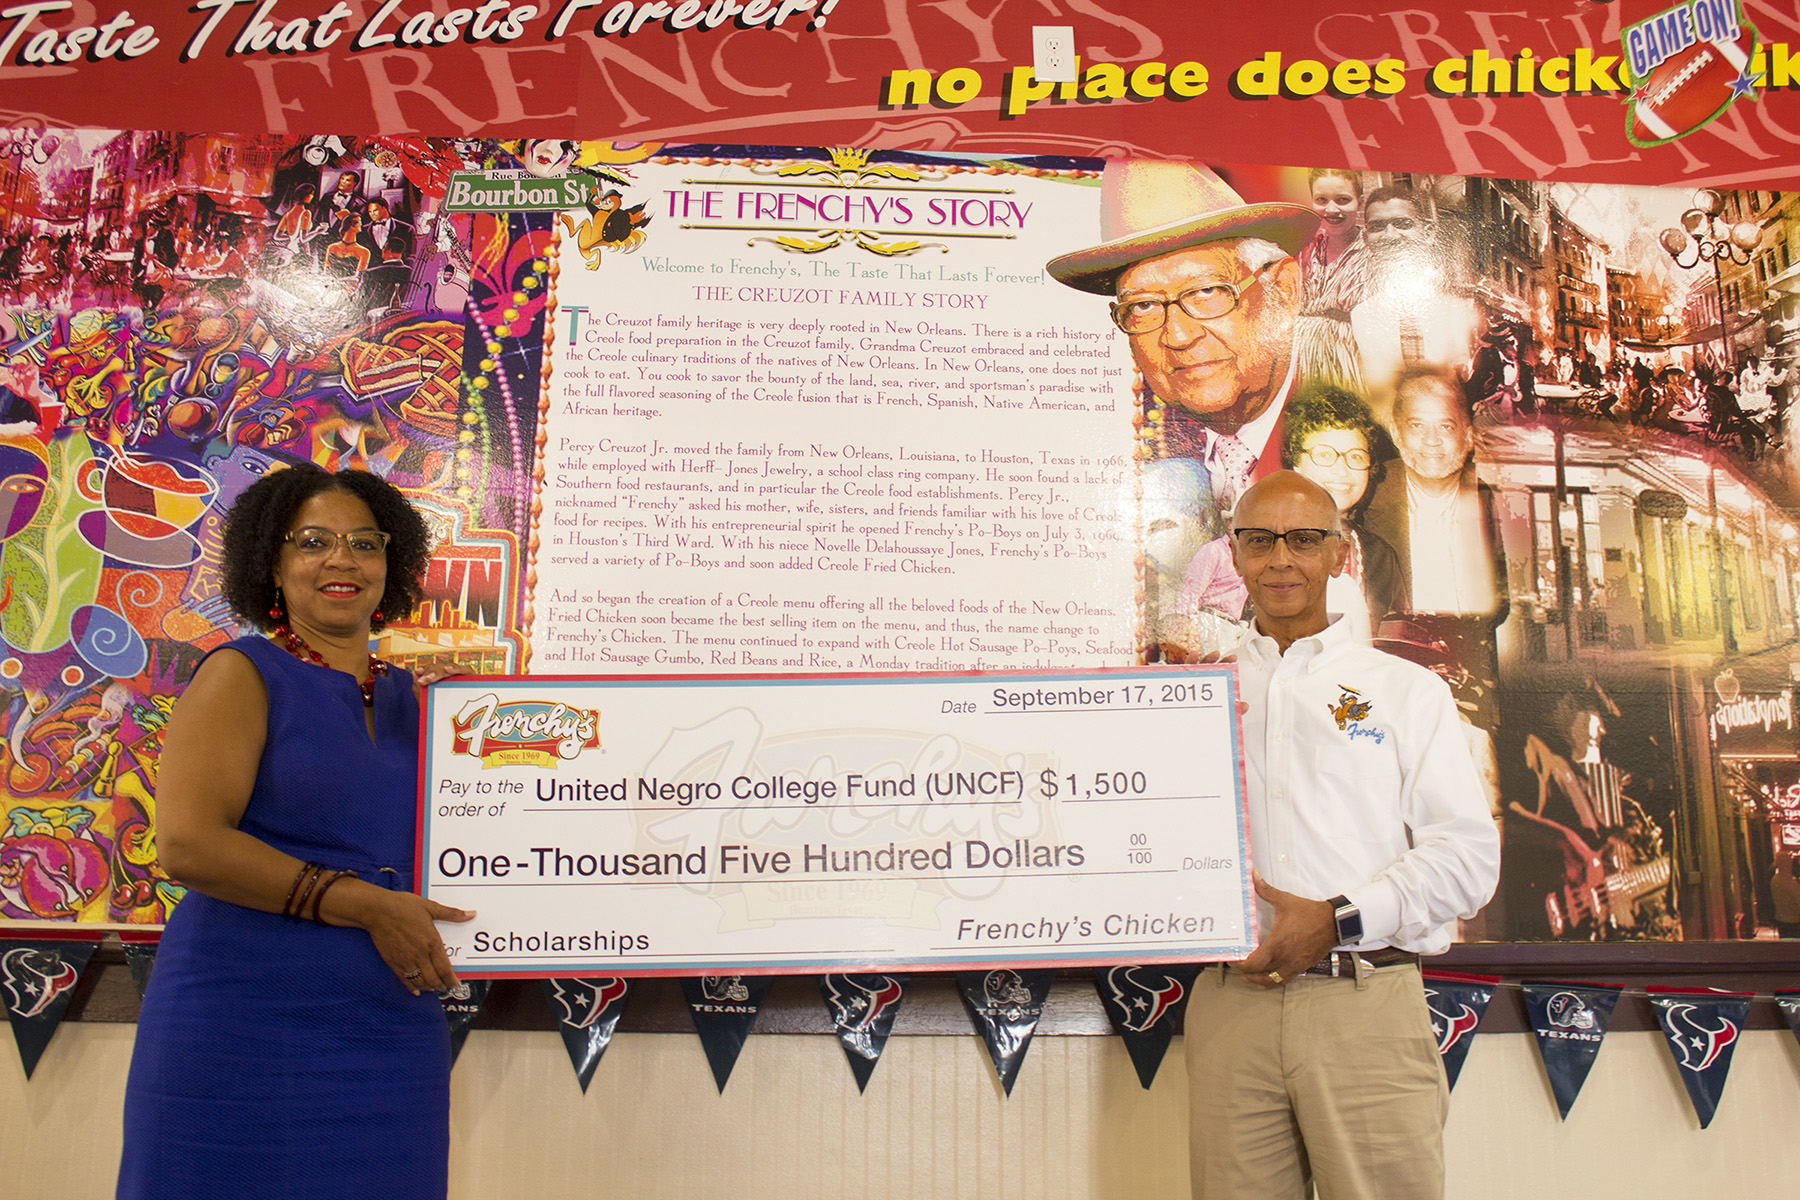 Taste That Lasts Forever!
FRENCHY'S
no place does chicke
GAME ON!
Bourbon St
THE FRENCHY'S STORY
Welcome to Frenchy's, The Taste That Lasts Forever!
THE CREUZOT FAMILY STORY
The Creuzot family heritage is very deeply rooted in New Orleans. There is a rich history of
Creole food preparation in the Creuzot family. Grandma Creuzot embraced and celebrated
the Creole culinary traditions of the natives of New Orleans. In New Orleans, one does not just
cook to eat. You cook to savor the bounty of the land, sea, river, and sportsman's paradise with
the full flavored seasoning of the Creole fusion that is French, Spanish, Native American, and
African heritage.
Percy Creuzot Jr. moved the family from New Orleans, Louisiana, to Houston, Texas in 1966,
while employed with Herff-Jones Jewelry, a school class ring company. He soon found a lack of
Southern food restaurants, and in particular the Creole food establishments. Percy Jr.,
nicknamed "Frenchy" asked his mother, wife, sisters, and friends familiar with his love of Creole
food for recipes. With his entrepreneurial spirit he opened Frenchy's Po-Boys on July 3, 1969,
in Houston's Third Ward. With his niece Novelle Delahoussaye Jones, Frenchy's Po-Boys
served a variety of Po-Boys and soon added Creole Fried Chicken.
And so began the creation of a Creole menu offering all the beloved foods of the New Orleans.
Fried Chicken soon became the best selling item on the menu, and thus, the name change to
Frenchy's Chicken. The menu continued to expand with Creole Hot Sausage Po-Poys, Seafood
and Hot Sausage Gumbo, Red Beans and Rice, a Monday tradition after an
Frenchy's
Since 1969
Date September 17, 2015
Pay to the order of United Negro College Fund (UNCF) $ 1,500
One-Thousand Five Hundred Dollars 00/100 Dollars
for Scholarships
Frenchy's Chicken
Frenchy's
Since 1969
Frenchy's
TEXANS
TEXANS
TEXANS
TEXANS
Temptations